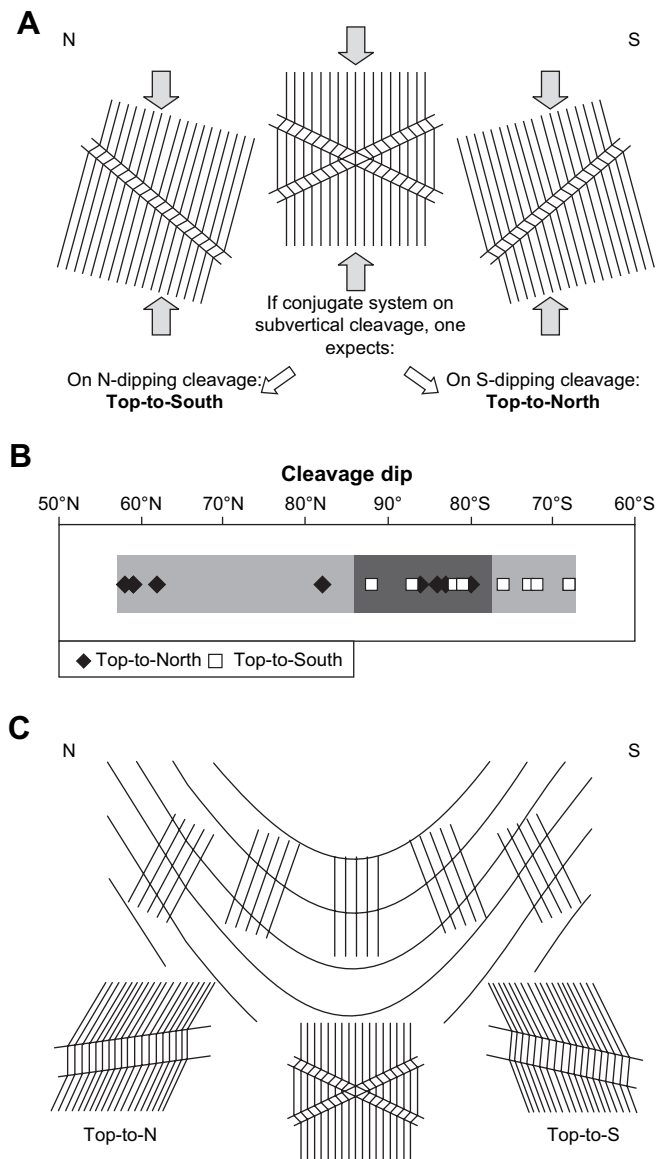 A
N
S
If conjugate system on
subvertical cleavage, one
expects:
On N-dipping cleavage:
Top-to-South
On S-dipping cleavage:
Top-to-North
B
Cleavage dip
50°N 60°N 70°N 80°N 90° 80°S 70°S 60°S
Top-to-North Top-to-South
C
N
S
Top-to-N
Top-to-S